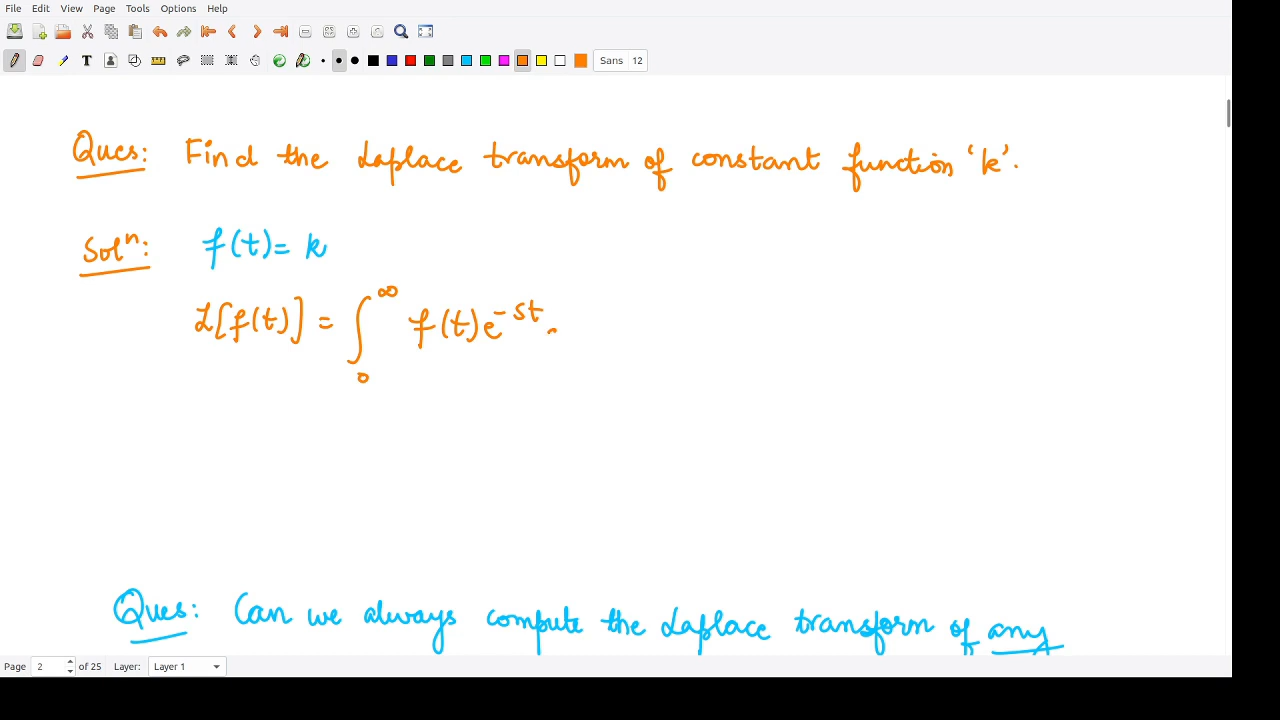 File Edit View Page Tools Options Help
Sans 12
Ques: Find the Laplace transform of constant function 'k'.
Solⁿ: f(t) = k
ℒ[f(t)] = ∫₀^∞ f(t) e^{-st}
Ques: Can we always compute the Laplace transform of any
Page 2 of 25 Layer: Layer 1